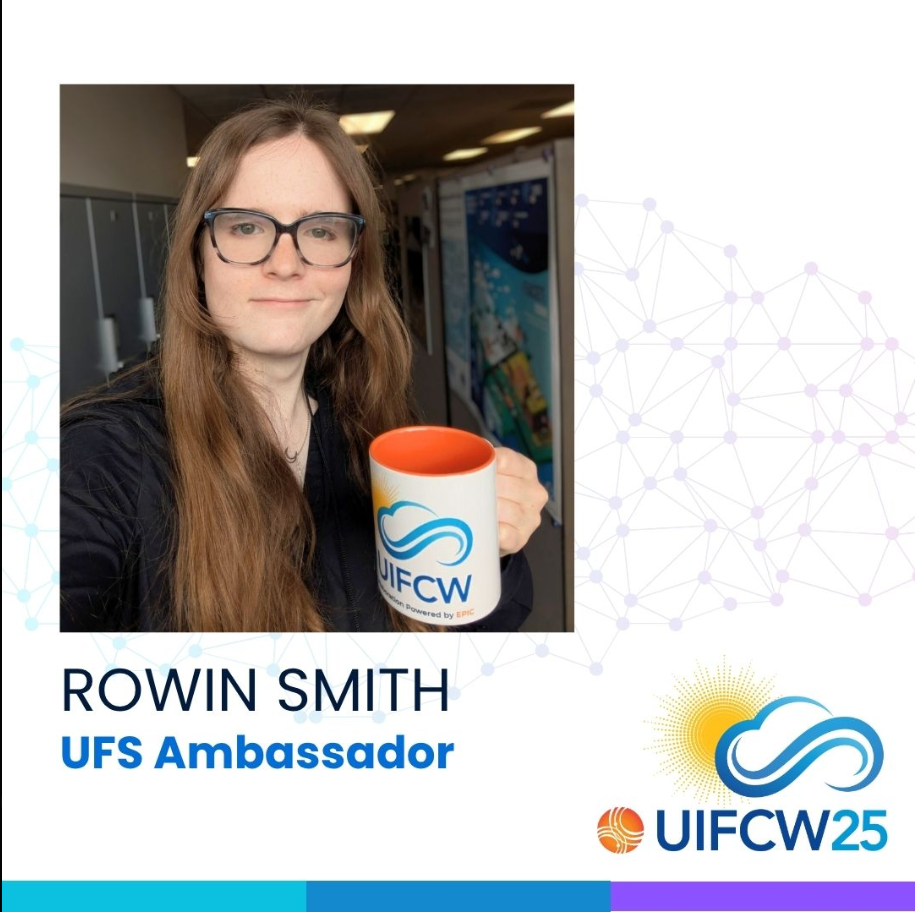 UIFCW
Powered by EPIC
ROWIN SMITH
UFS Ambassador
UIFCW25